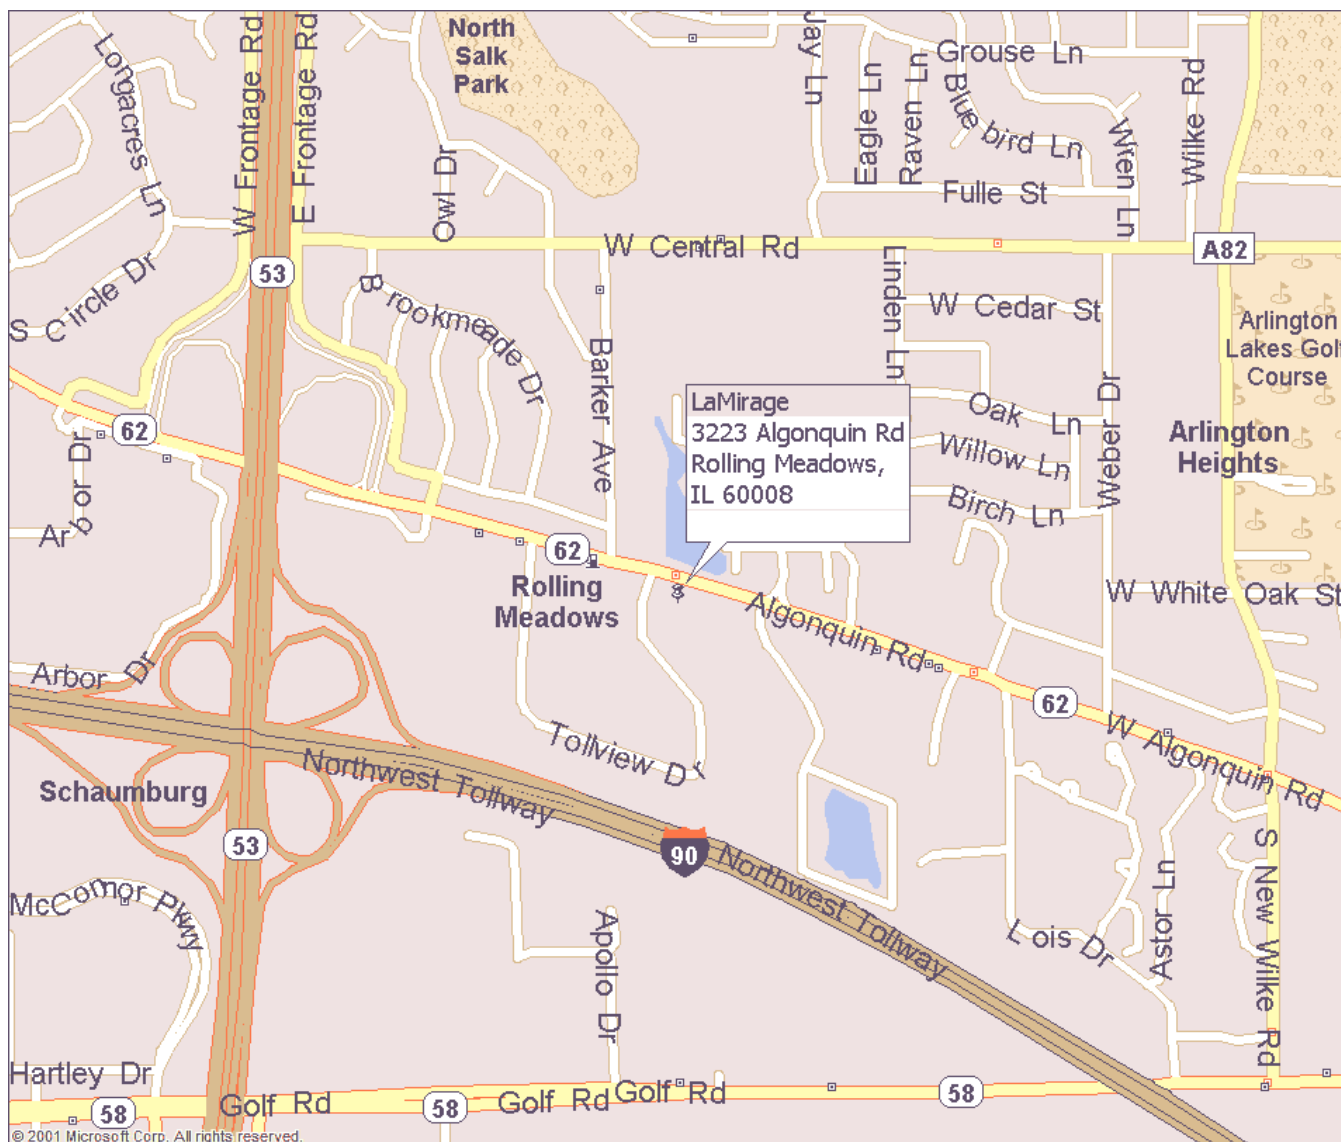 North
Salk
Park
Longacres Ln
W Frontage Rd
E Frontage Rd
Jay Ln
Grouse Ln
Eagle Ln
Raven Ln
Blue bird Ln
Wren Ln
Wilke Rd
Owl Dr
Fulle St
W Central Rd
A82
53
S Circle Dr
Brookmeade Dr
Linden Ln
W Cedar St
Arlington
Lakes Golf
Course
Barker Ave
LaMirage
3223 Algonquin Rd
Rolling Meadows,
IL 60008
Oak Ln
Willow Ln
Birch Ln
Weber Dr
Arlington
Heights
62
Arbor Dr
Arbor Dr
62
Rolling
Meadows
Algonquin Rd
W White Oak St
Arbor Dr
62
W Algonquin Rd
Tollview Dr
Northwest Tollway
Schaumburg
53
90
Northwest Tollway
S New Wilke Rd
McConnor Pkwy
Apollo Dr
Lois Dr
Astor Ln
Hartley Dr
58
Golf Rd
58
Golf Rd
Golf Rd
58
© 2001 Microsoft Corp. All rights reserved.